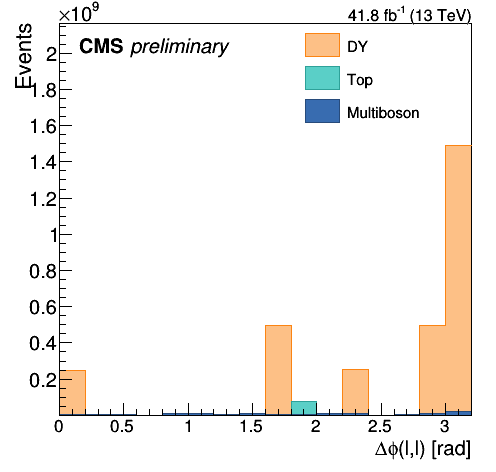 ×10⁹
41.8 fb⁻¹ (13 TeV)
CMS preliminary
Events
DY
Top
Multiboson
2
1.8
1.6
1.4
1.2
1
0.8
0.6
0.4
0.2
0 0.5 1 1.5 2 2.5 3
Δϕ(l,l) [rad]